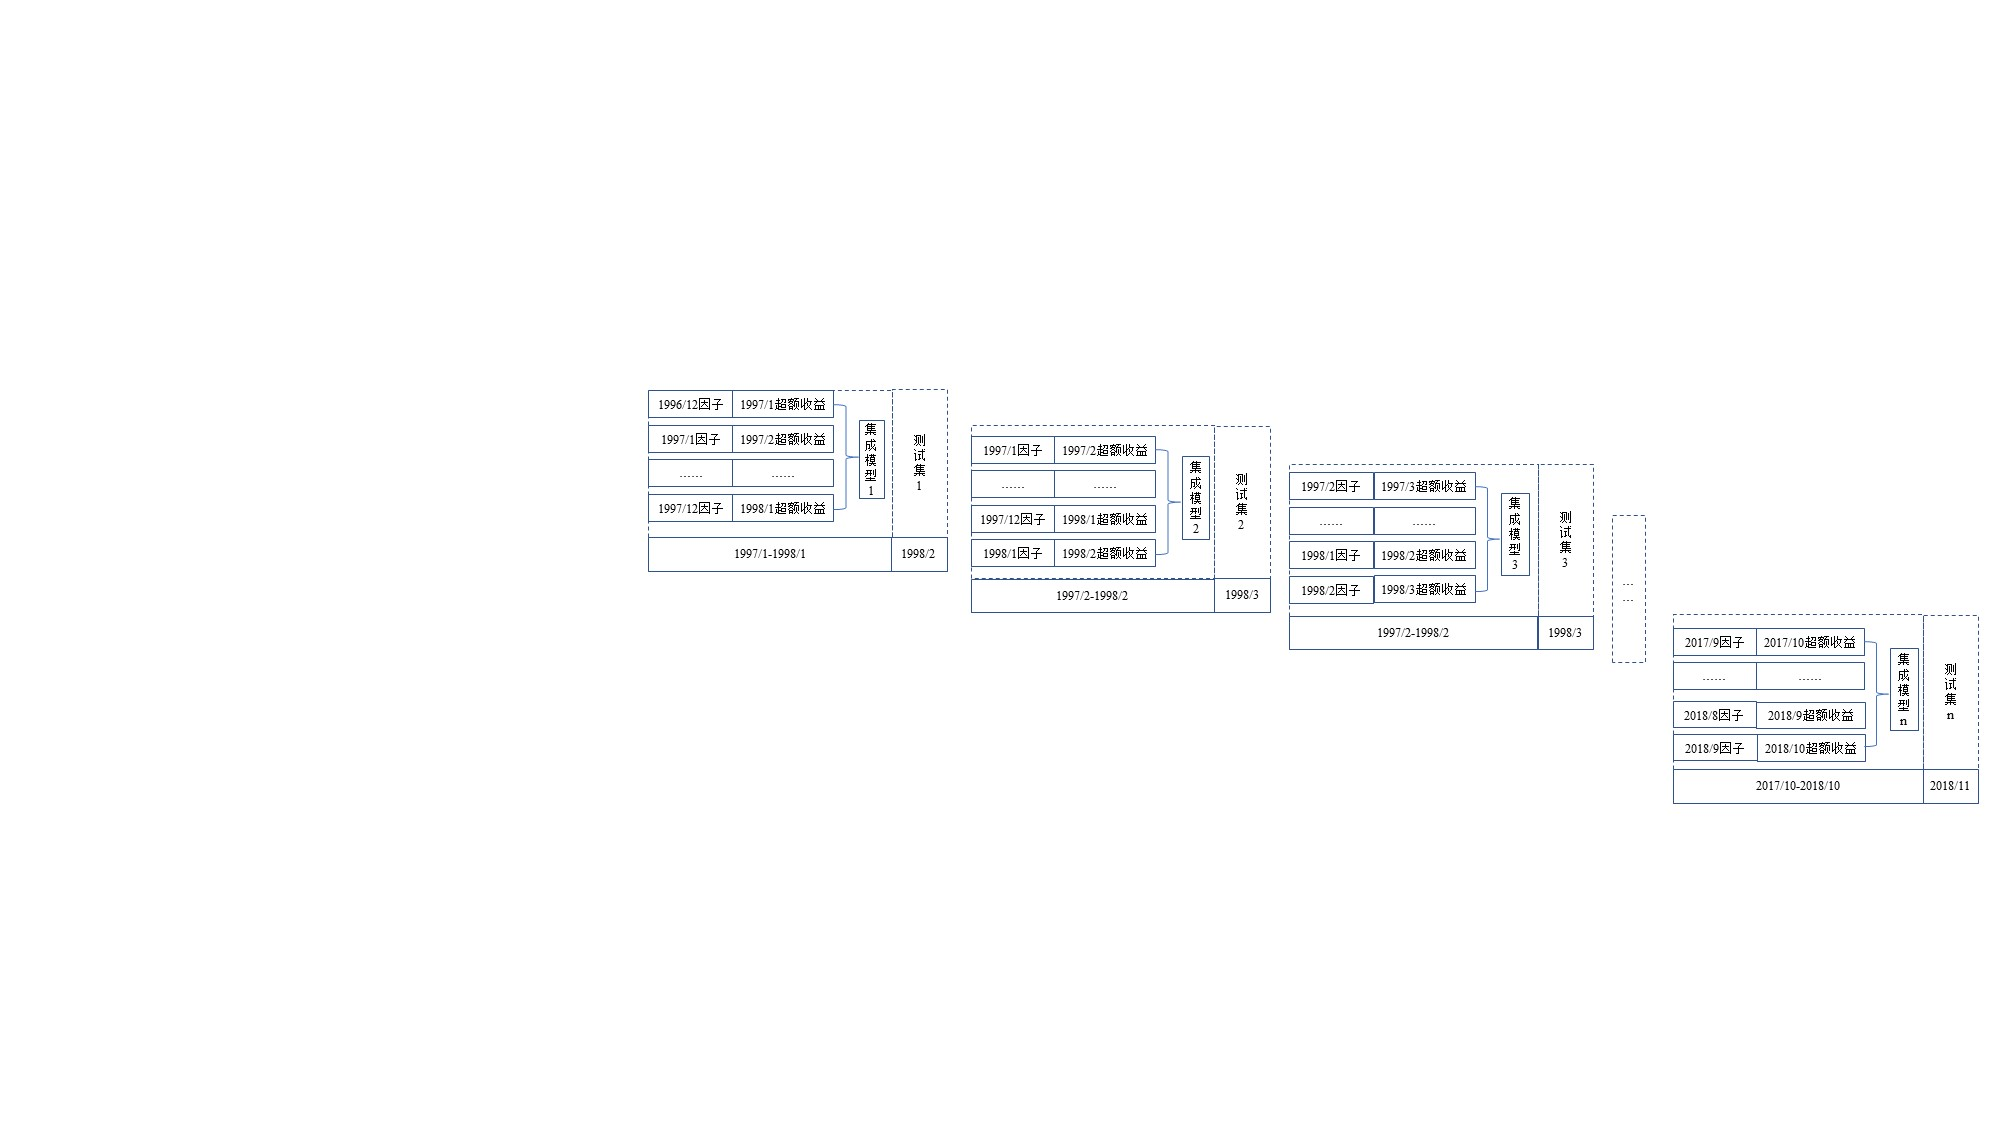 1996/12因子 1997/1超额收益
1997/1因子 1997/2超额收益
…… ……
1997/12因子 1998/1超额收益
集成模型1
测试集1
1997/1-1998/1 1998/2
1997/1因子 1997/2超额收益
…… ……
1997/12因子 1998/1超额收益
1998/1因子 1998/2超额收益
集成模型2
测试集2
1997/2-1998/2 1998/3
1997/2因子 1997/3超额收益
…… ……
1998/1因子 1998/2超额收益
1998/2因子 1998/3超额收益
集成模型3
测试集3
1997/2-1998/2 1998/3
……
2017/9因子 2017/10超额收益
…… ……
2018/8因子 2018/9超额收益
2018/9因子 2018/10超额收益
集成模型n
测试集n
2017/10-2018/10 2018/11